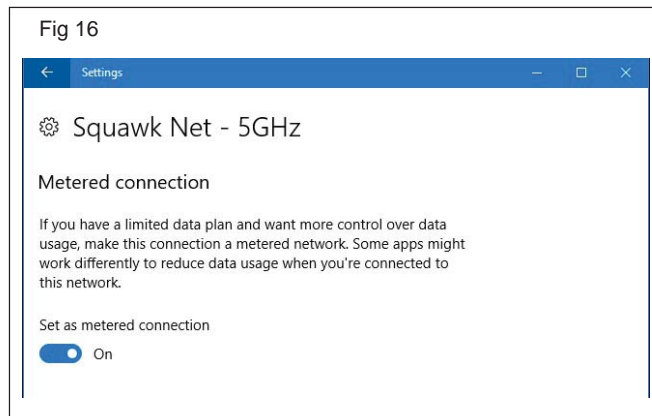 Fig 16
Settings
Squawk Net - 5GHz
Metered connection
If you have a limited data plan and want more control over data
usage, make this connection a metered network. Some apps might
work differently to reduce data usage when you're connected to
this network.
Set as metered connection
On